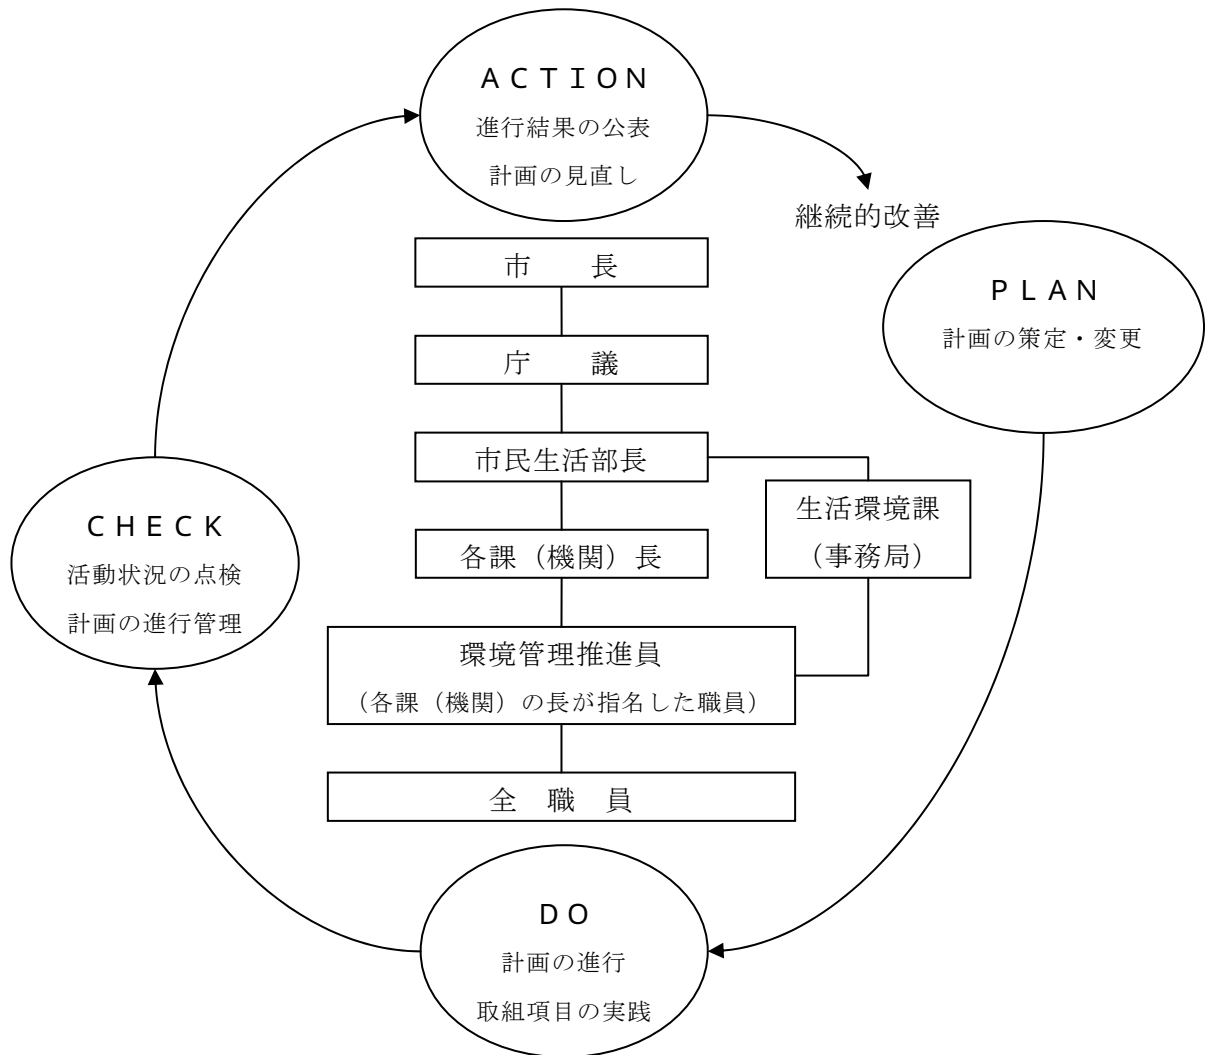 ＡＣＴＩＯＮ
進行結果の公表
計画の見直し
継続的改善
ＰＬＡＮ
計画の策定・変更
市　　長
庁　　議
市民生活部長
生活環境課
（事務局）
各課（機関）長
環境管理推進員
（各課（機関）の長が指名した職員）
全　職　員
ＣＨＥＣＫ
活動状況の点検
計画の進行管理
ＤＯ
計画の進行
取組項目の実践